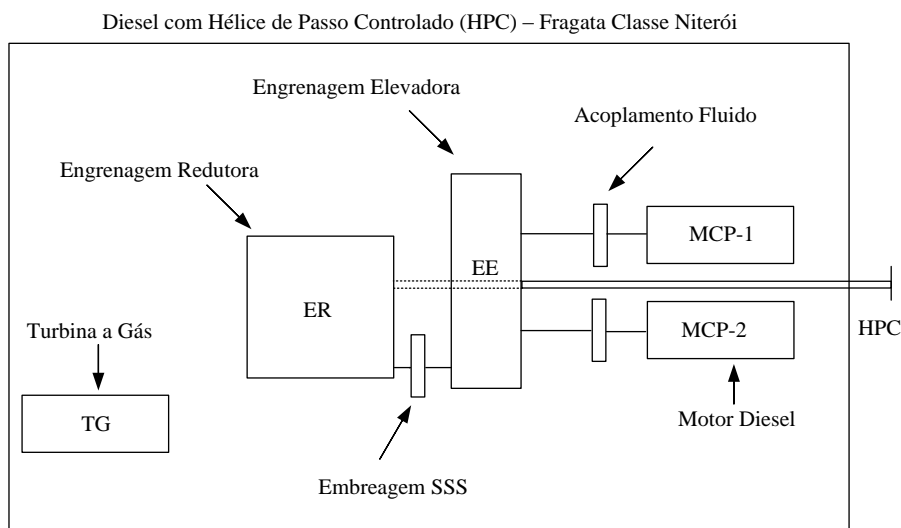 Diesel com Hélice de Passo Controlado (HPC) – Fragata Classe Niterói
Engrenagem Elevadora
Acoplamento Fluido
Engrenagem Redutora
MCP-1
EE
ER
HPC
MCP-2
Turbina a Gás
TG
Motor Diesel
Embreagem SSS